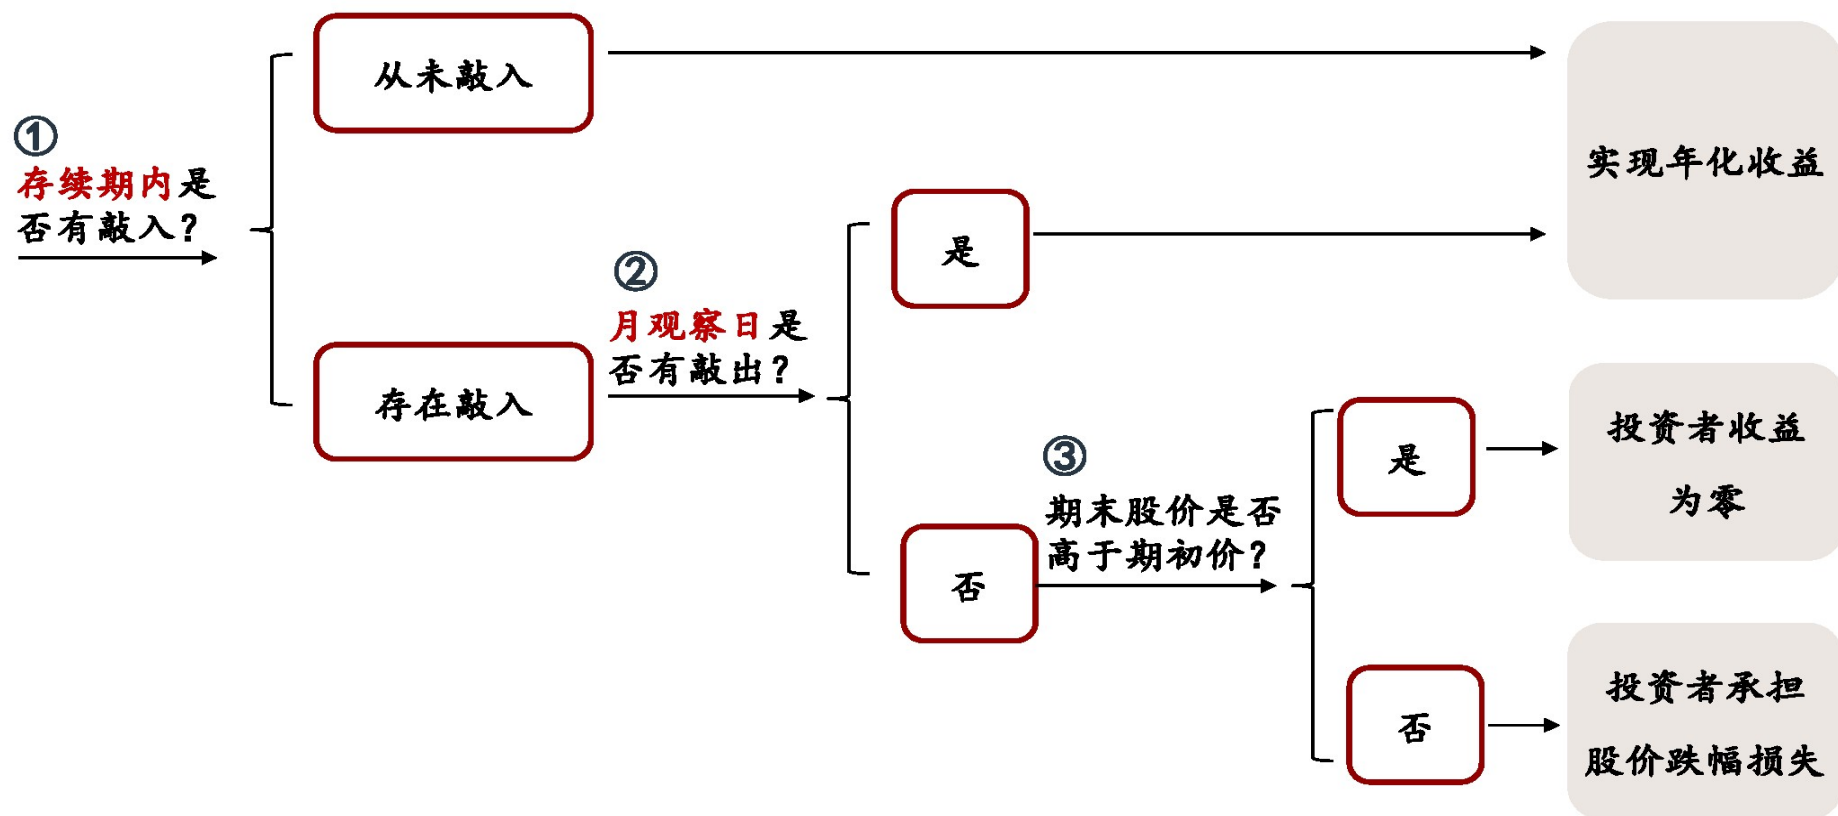 ①
存续期内是
否有敲入？
从未敲入
存在敲入
②
月观察日是
否有敲出？
是
否
③
期末股价是否
高于期初价？
是
否
实现年化收益
投资者收益
为零
投资者承担
股价跌幅损失